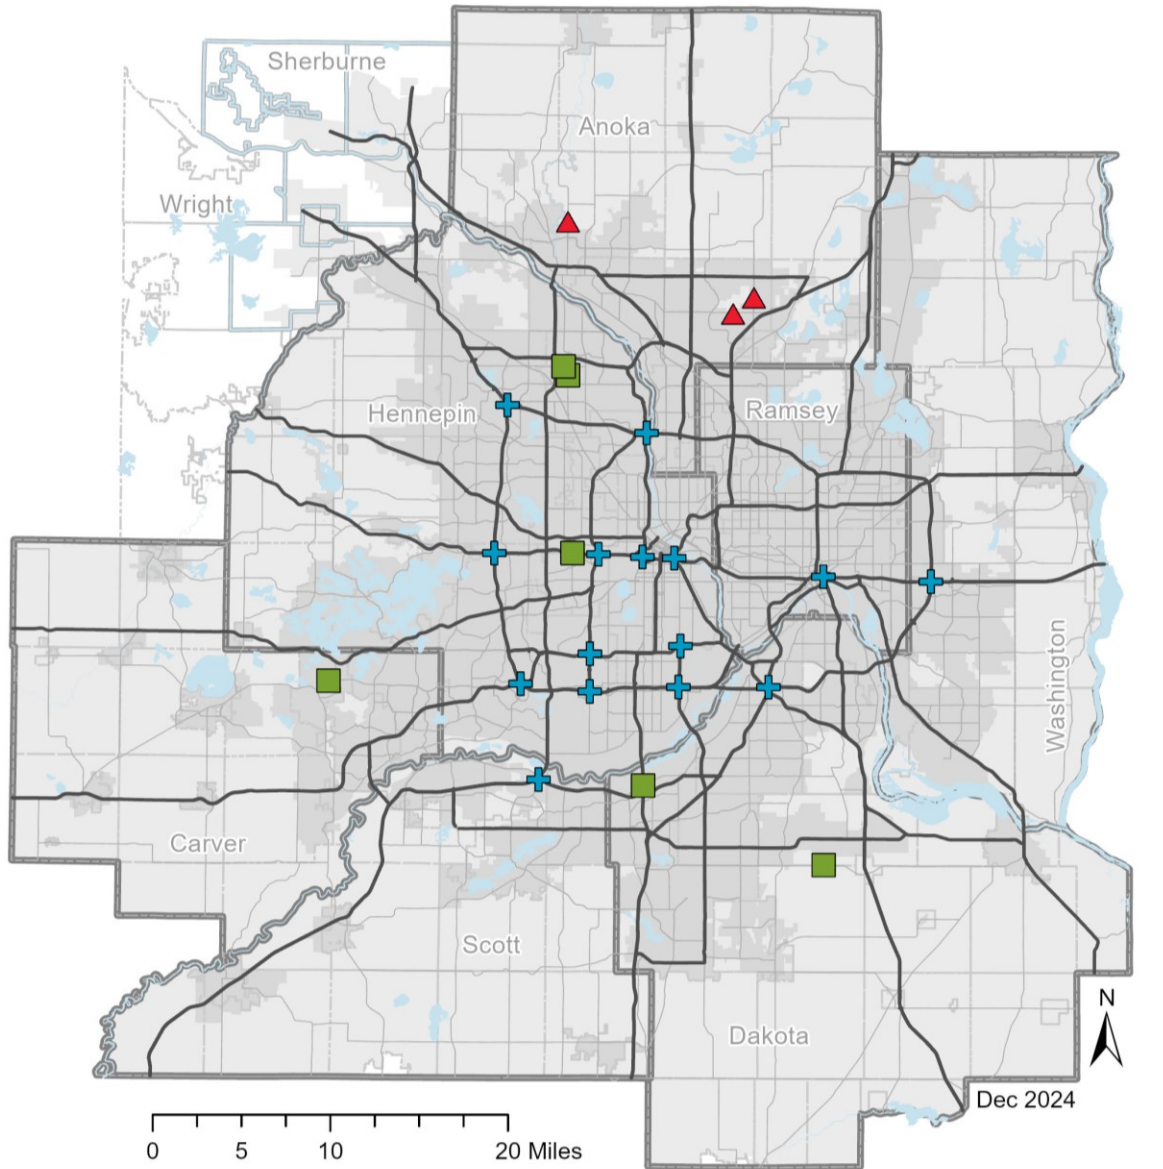 Sherburne
Anoka
Wright
Hennepin
Ramsey
Washington
Carver
Scott
N
Dakota
Dec 2024
0 5 10 20 Miles